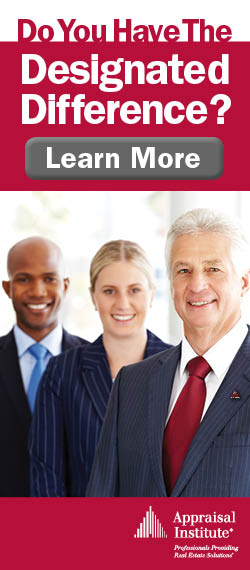 Do You Have The
Designated
Difference?
Learn More
Appraisal
Institute®
Professionals Providing
Real Estate Solutions®